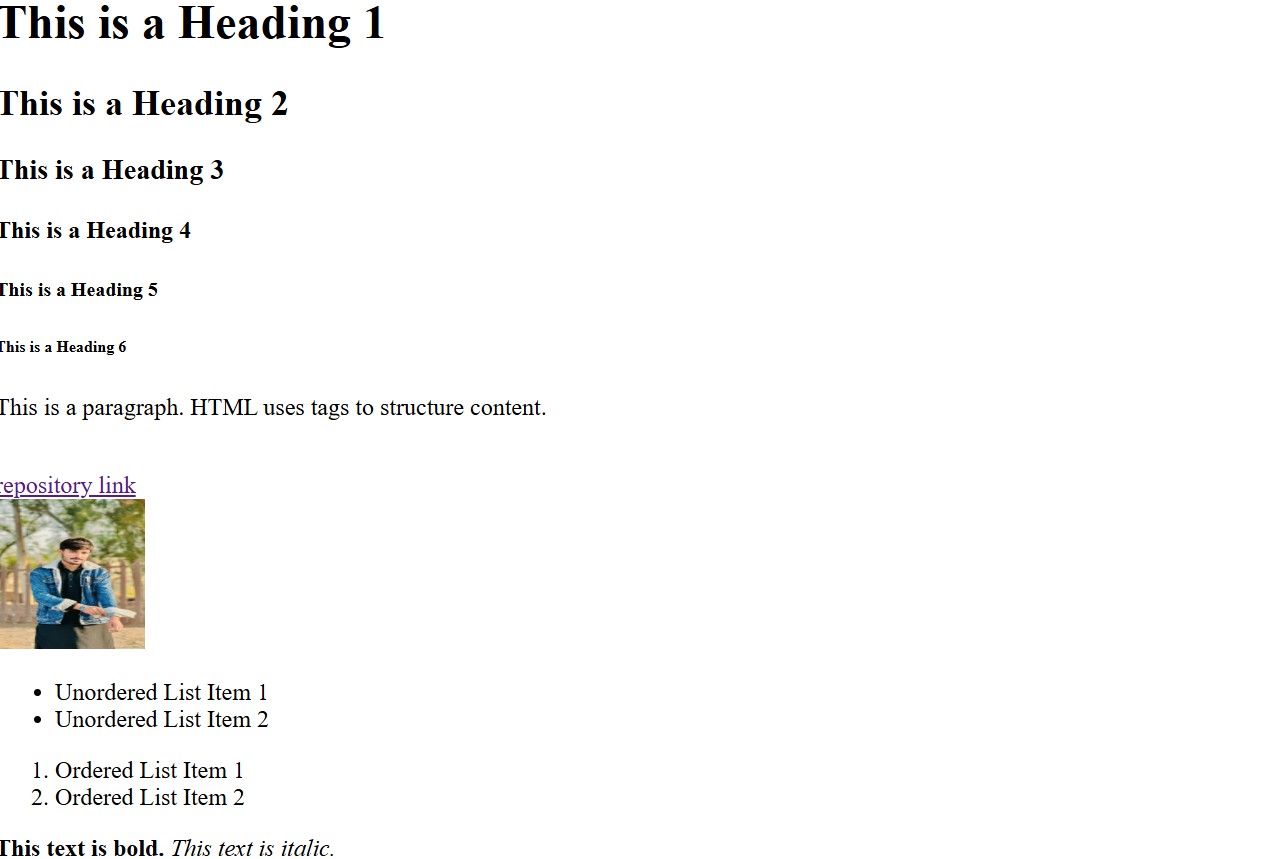 This is a Heading 1
This is a Heading 2
This is a Heading 3
This is a Heading 4
This is a Heading 5
This is a Heading 6
This is a paragraph. HTML uses tags to structure content.
repository link
• Unordered List Item 1
• Unordered List Item 2
1. Ordered List Item 1
2. Ordered List Item 2
This text is bold. This text is italic.